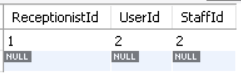 ReceptionistId UserId StaffId
1 2 2
NULL NULL NULL